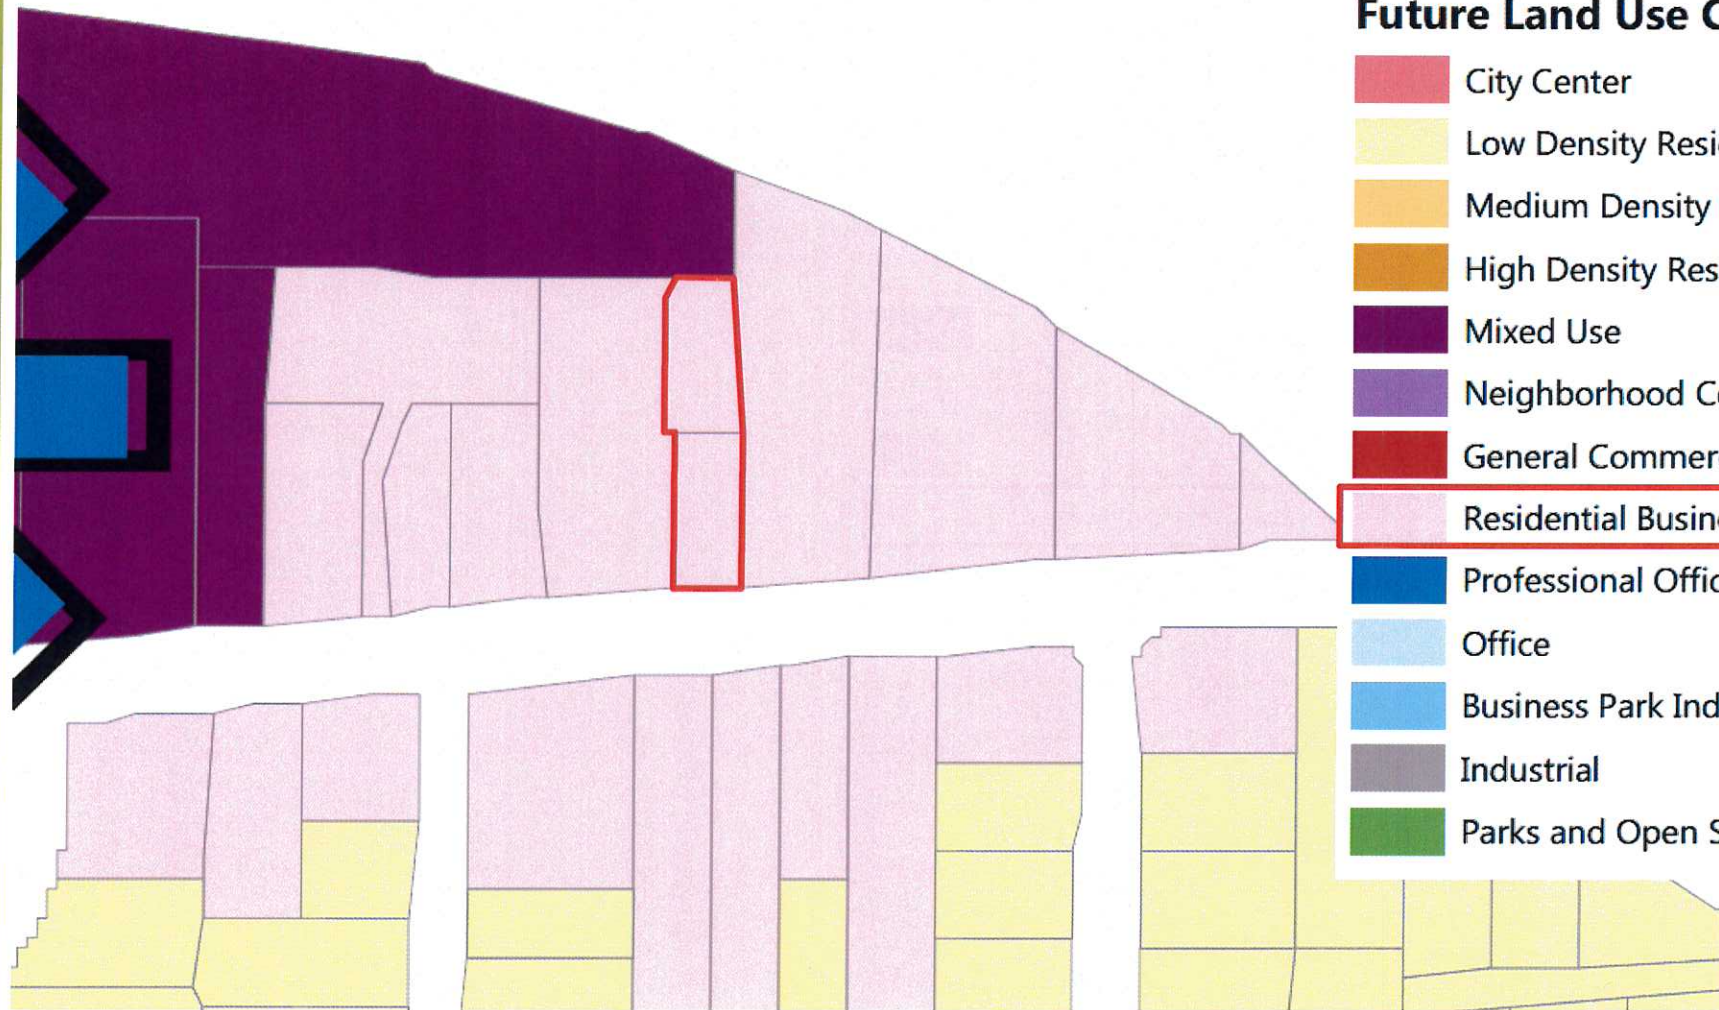 Future Land Use C
City Center
Low Density Resi
Medium Density
High Density Res
Mixed Use
Neighborhood C
General Commer
Residential Busin
Professional Offic
Office
Business Park Ind
Industrial
Parks and Open S